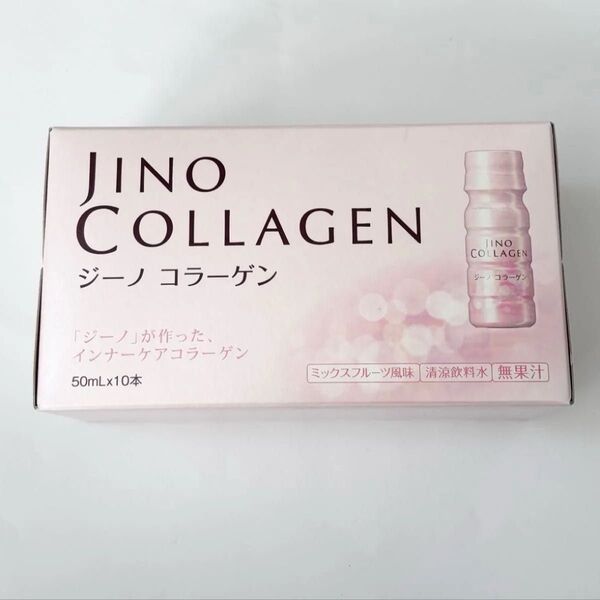 JINO
COLLAGEN
ジーノ コラーゲン
「ジーノ」が作った、
インナーケアコラーゲン
50mLx10本
ミックスフルーツ風味 清涼飲料水 無果汁
JINO
COLLAGEN
ジーノ コラーゲン